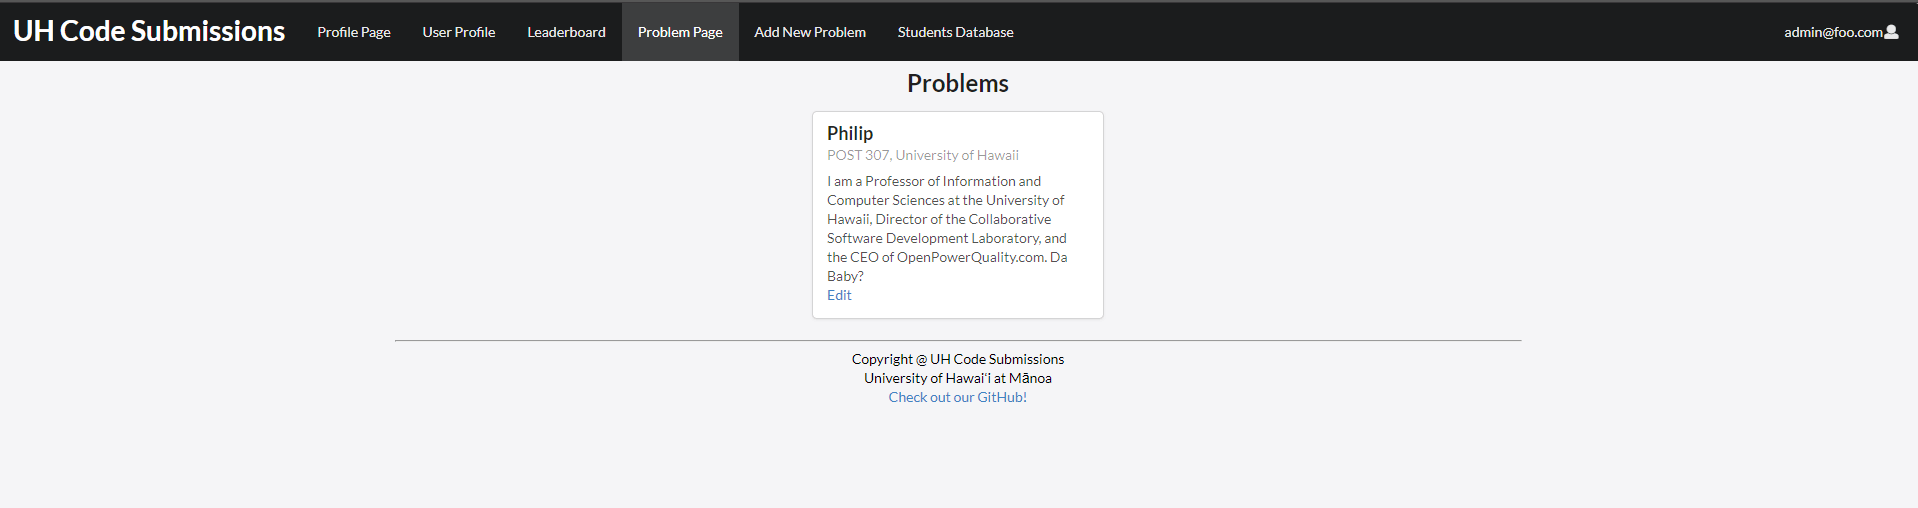 UH Code Submissions Profile Page User Profile Leaderboard Problem Page Add New Problem Students Database admin@foo.com
Problems
Philip
POST 307, University of Hawaii
I am a Professor of Information and
Computer Sciences at the University of
Hawaii, Director of the Collaborative
Software Development Laboratory, and
the CEO of OpenPowerQuality.com. Da
Baby?
Edit
Copyright @ UH Code Submissions
University of Hawaiʻi at Mānoa
Check out our GitHub!